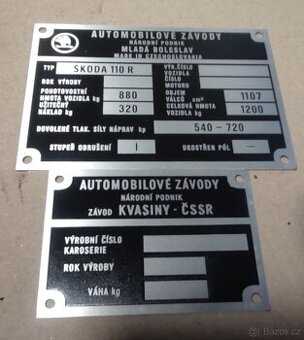 AUTOMOBILOVÉ ZÁVODY
NÁRODNÍ PODNIK
MLADÁ BOLESLAV
MADE IN CZECHOSLOVAKIA
TYP ŠKODA 110 R
VÝR. ČÍSLO VOZIDLA
ROK VÝROBY
ČÍSLO MOTORU
POHOTOVOSTNÍ HMOTA VOZIDLA kg 880
OBJEM VÁLCŮ cm³ 1107
UŽITEČNÝ NÁKLAD kg 320
CELKOVÁ HMOTA VOZIDLA kg 1200
DOVOLENÉ TLAK. SÍLY NÁPRAV kg 540 - 720
STUPEŇ ODRUŠENÍ I
UKOSTŘEN PÓL —
AUTOMOBILOVÉ ZÁVODY
NÁRODNÍ PODNIK
ZÁVOD KVASINY - ČSSR
VÝROBNÍ ČÍSLO
KAROSERIE
ROK VÝROBY
VÁHA kg
Bazoš.cz